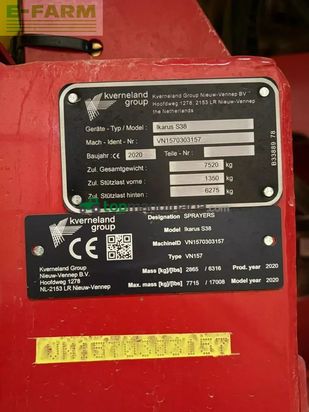 E-FARM
kverneland
group
Kverneland Group Nieuw-Vennep BV
Hoofdweg 1278, 2153 LR Nieuw-Vennep
the Netherlands
Geräte - Typ / Model : Ikarus S38
Mach - Ident - Nr : VN1570303157
Baujahr : 2020 Teile - Nr :
Zul. Gesamtgewicht : 7520 kg
Zul. Stützlast vorne : 1350 kg
Zul. Stützlast hinten : 6275 kg
B33889 78
kverneland
group
Kverneland Group
Nieuw-Vennep B.V.
Hoofdweg 1278
NL-2153 LR Nieuw-Vennep
Designation SPRAYERS
Model Ikarus S38
MachineID VN1570303157
Type VN157
Mass [kg]/[lbs] 2865 / 6316 Prod. year 2020
Max. mass [kg]/[lbs] 7715 / 17008 Model year 2020